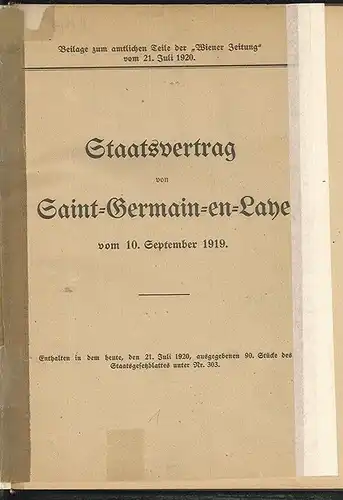 Beilage zum amtlichen Teile der „Wiener Zeitung“
vom 21. Juli 1920.
Staatsvertrag
von
Saint-Germain-en-Laye
vom 10. September 1919.
Enthalten in dem heute, den 21. Juli 1920, ausgegebenen 90. Stücke des
Staatsgesetzblattes unter Nr. 303.